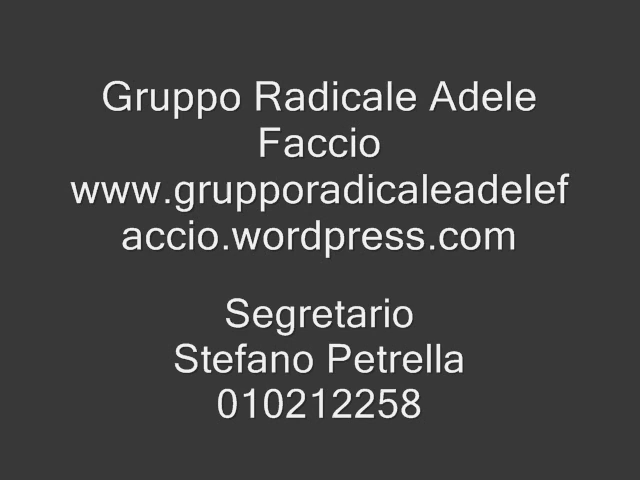 Gruppo Radicale Adele
Faccio
www.grupporadicaleadelef
accio.wordpress.com
Segretario
Stefano Petrella
010212258